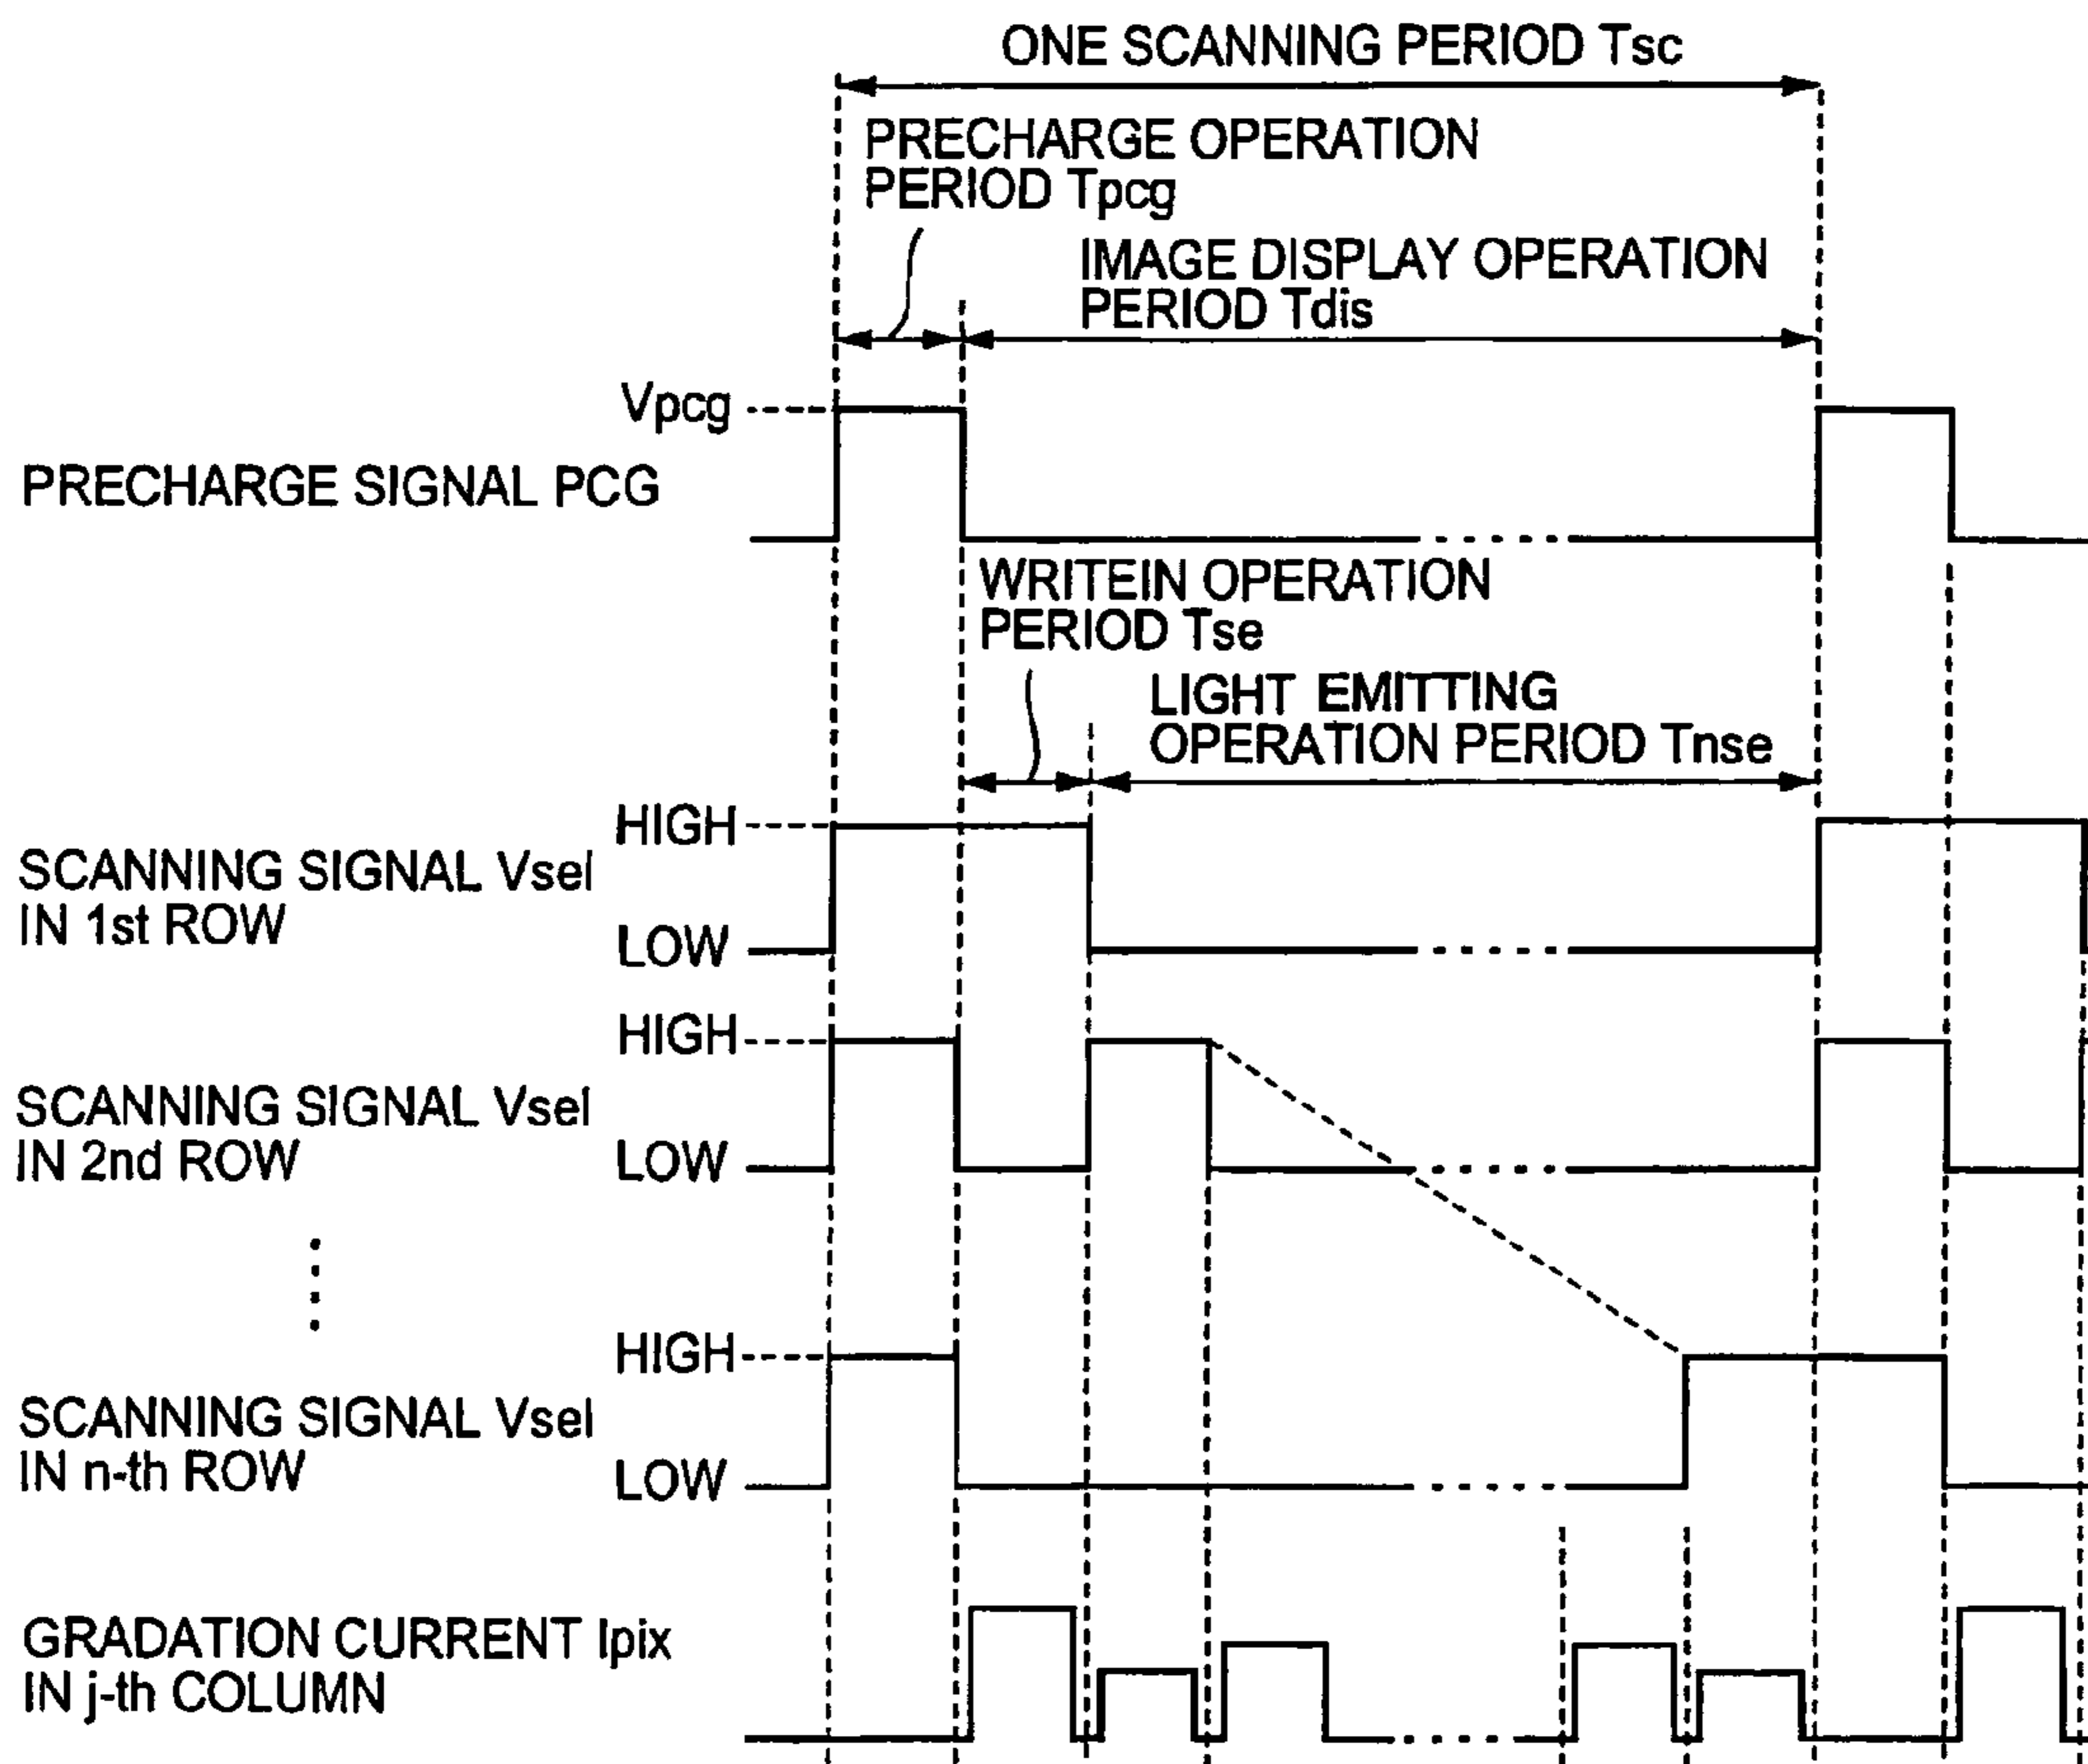 ONE SCANNING PERIOD Tsc
PRECHARGE OPERATION
PERIOD Tpcg
IMAGE DISPLAY OPERATION
PERIOD Tdis
Vpcg
PRECHARGE SIGNAL PCG
WRITEIN OPERATION
PERIOD Tse
LIGHT EMITTING
OPERATION PERIOD Tnse
HIGH
SCANNING SIGNAL Vsel
IN 1st ROW
LOW
HIGH
SCANNING SIGNAL Vsel
IN 2nd ROW
LOW
HIGH
SCANNING SIGNAL Vsel
IN n-th ROW
LOW
GRADATION CURRENT Ipix
IN j-th COLUMN